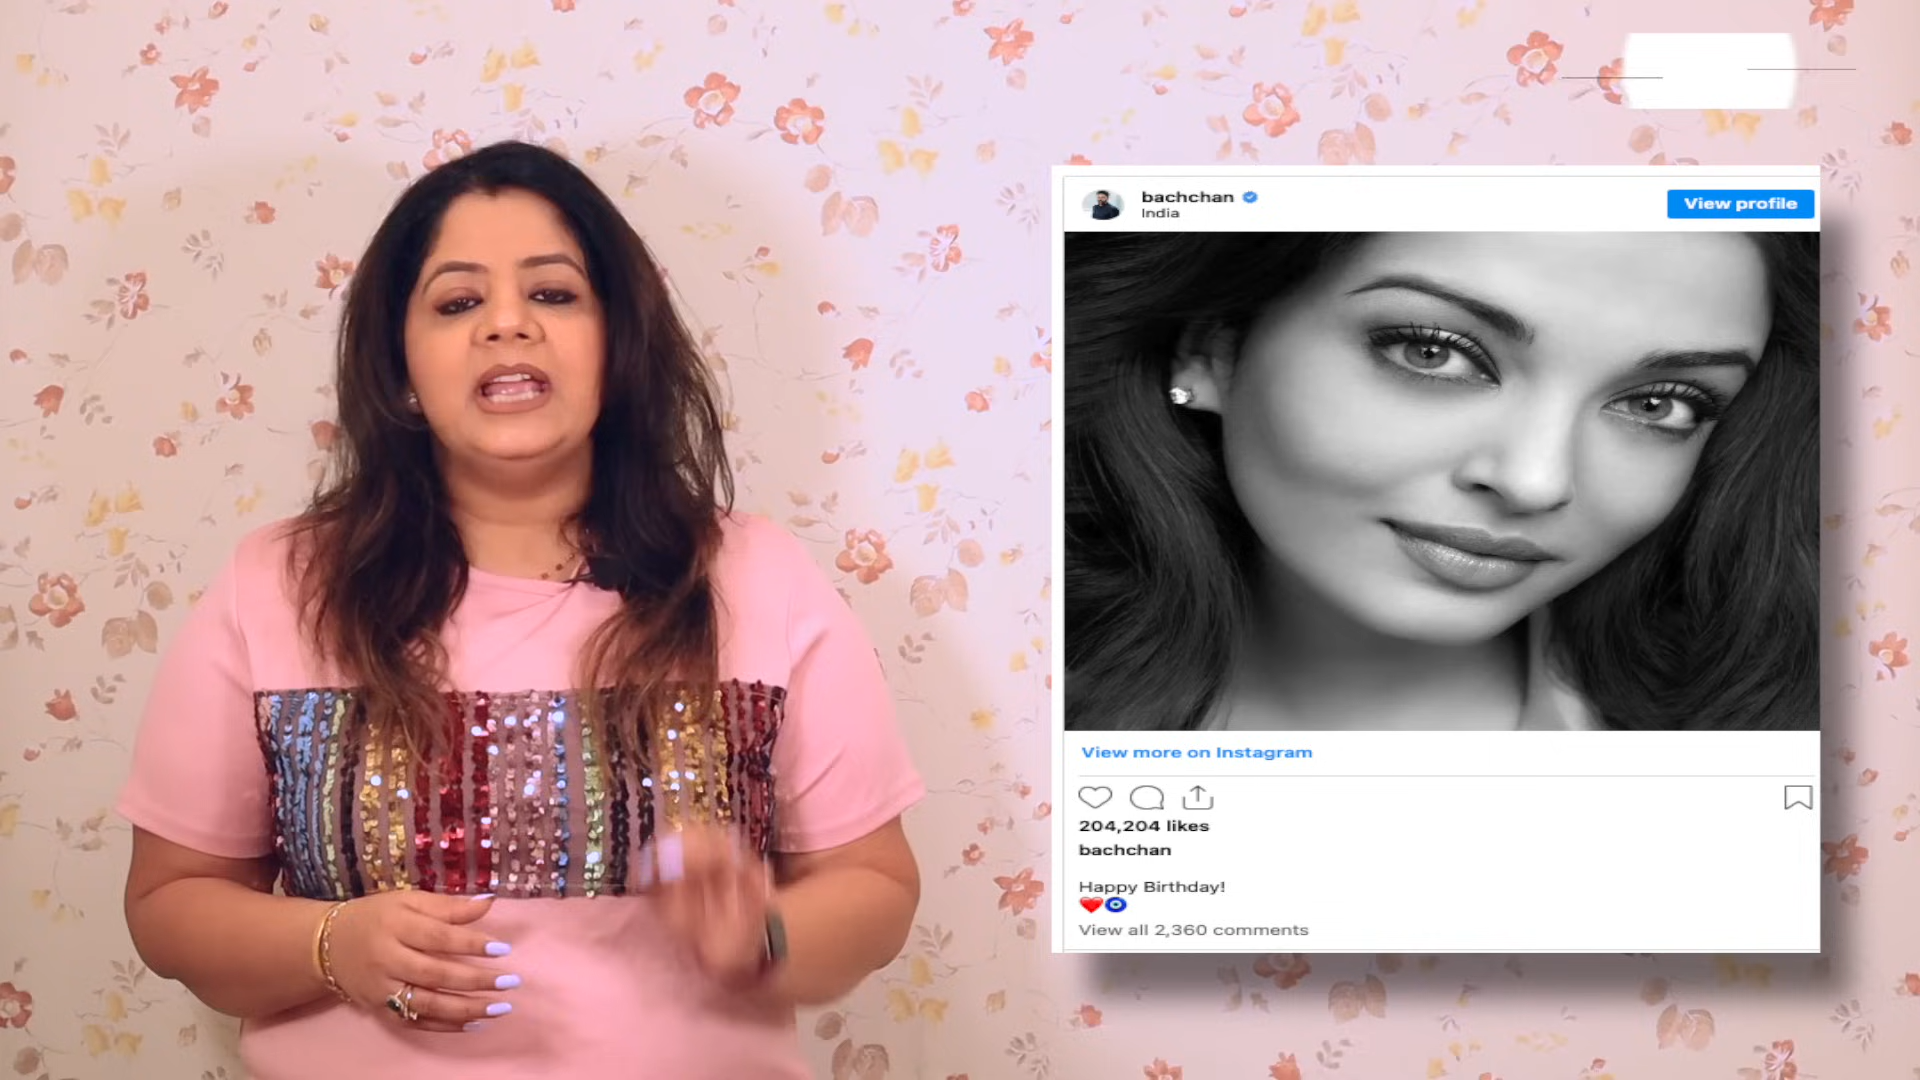 bachchan
India
View profile
View more on Instagram
204,204 likes
bachchan
Happy Birthday!
❤️🧿
View all 2,360 comments